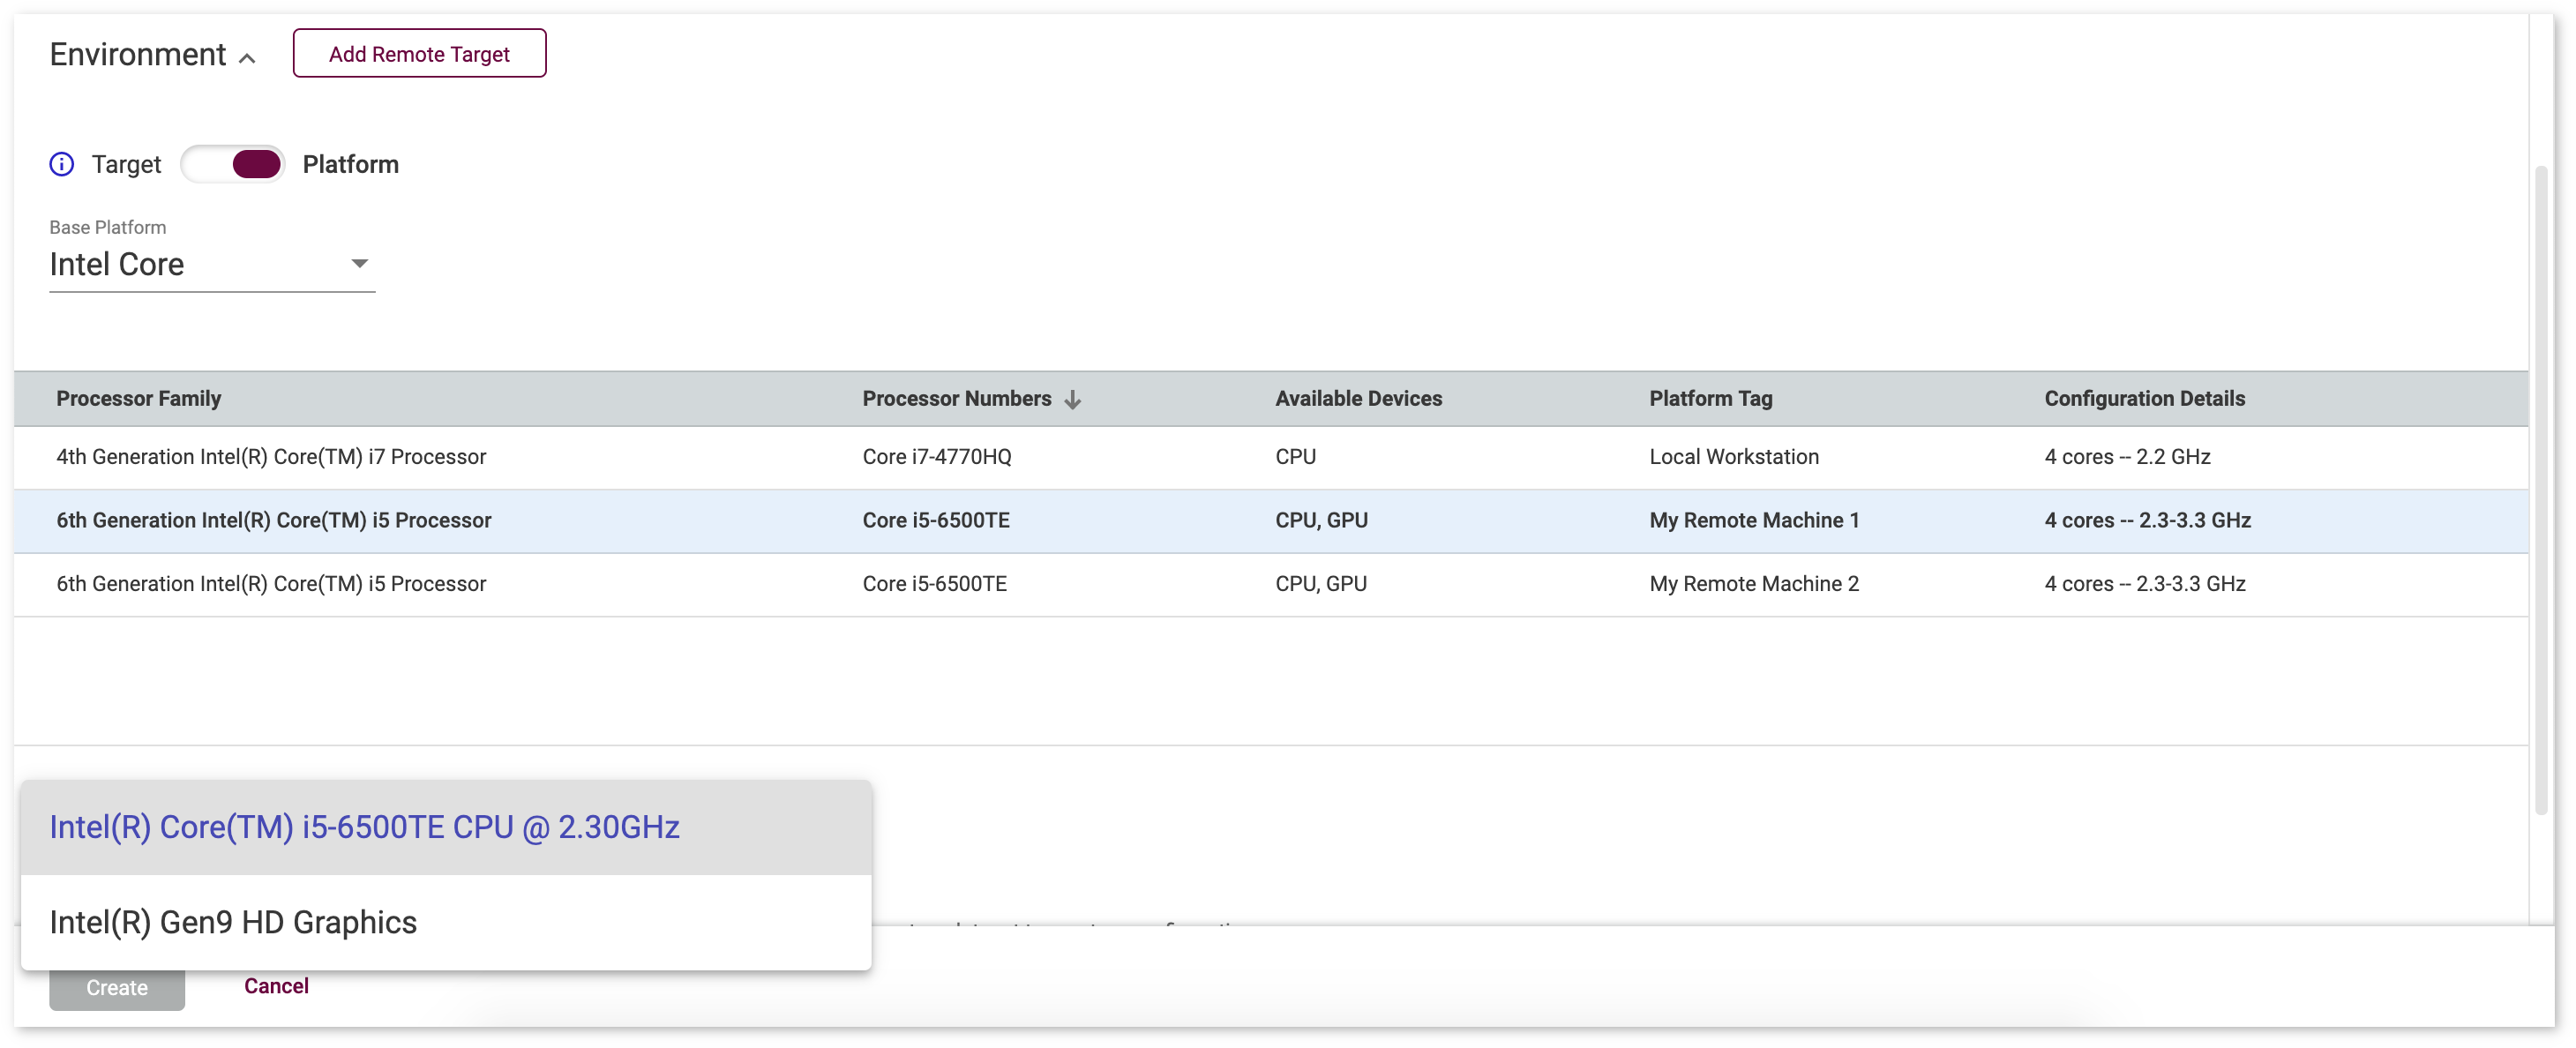 Environment
Add Remote Target
Target Platform
Base Platform
Intel Core
Processor Family Processor Numbers Available Devices Platform Tag Configuration Details
4th Generation Intel(R) Core(TM) i7 Processor Core i7-4770HQ CPU Local Workstation 4 cores -- 2.2 GHz
6th Generation Intel(R) Core(TM) i5 Processor Core i5-6500TE CPU, GPU My Remote Machine 1 4 cores -- 2.3-3.3 GHz
6th Generation Intel(R) Core(TM) i5 Processor Core i5-6500TE CPU, GPU My Remote Machine 2 4 cores -- 2.3-3.3 GHz
Intel(R) Core(TM) i5-6500TE CPU @ 2.30GHz
Intel(R) Gen9 HD Graphics
Create Cancel